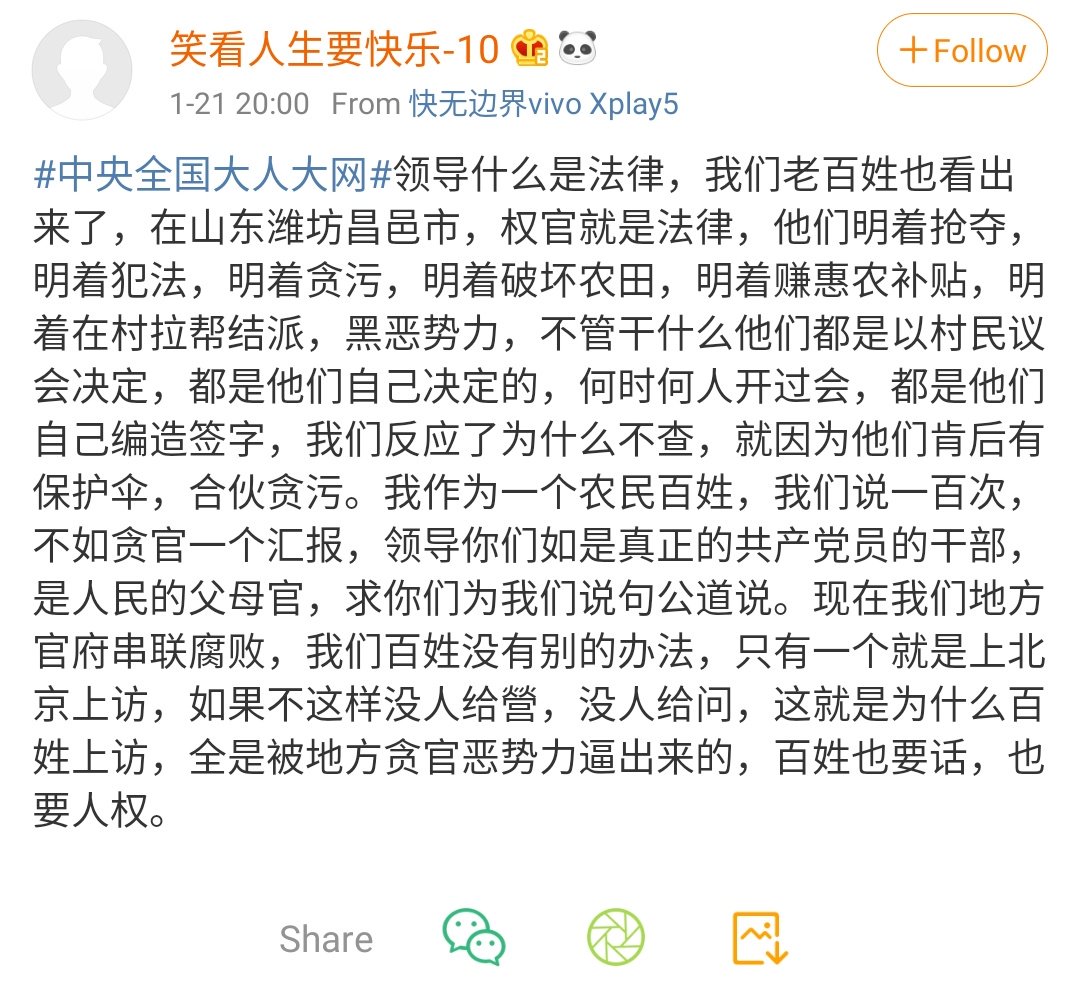 笑看人生要快乐-10
+Follow
1-21 20:00 From 快无边界vivo Xplay5
#中央全国大人大网#领导什么是法律，我们老百姓也看出
来了，在山东潍坊昌邑市，权官就是法律，他们明着抢夺，
明着犯法，明着贪污，明着破坏农田，明着赚惠农补贴，明
着在村拉帮结派，黑恶势力，不管干什么他们都是以村民议
会决定，都是他们自己决定的，何时何人开过会，都是他们
自己编造签字，我们反应了为什么不查，就因为他们肯后有
保护伞，合伙贪污。我作为一个农民百姓，我们说一百次，
不如贪官一个汇报，领导你们如是真正的共产党员的干部，
是人民的父母官，求你们为我们说句公道说。现在我们地方
官府串联腐败，我们百姓没有别的办法，只有一个就是上北
京上访，如果不这样没人给營，没人给问，这就是为什么百
姓上访，全是被地方贪官恶势力逼出来的，百姓也要话，也
要人权。
Share